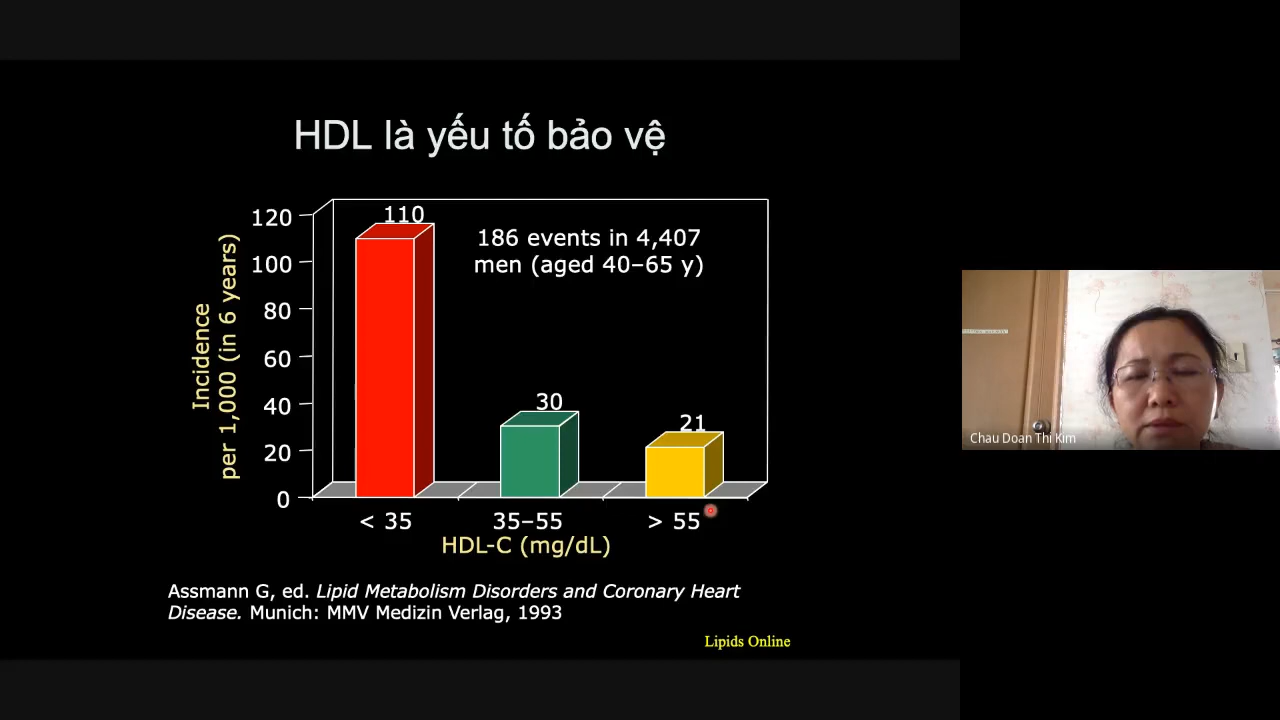 HDL là yếu tố bảo vệ
120
100
80
60
40
20
0
Incidence
per 1,000 (in 6 years)
110
30
21
186 events in 4,407
men (aged 40–65 y)
< 35
35–55
> 55
HDL-C (mg/dL)
Assmann G, ed. Lipid Metabolism Disorders and Coronary Heart
Disease. Munich: MMV Medizin Verlag, 1993
Lipids Online
Chau Doan Thi Kim